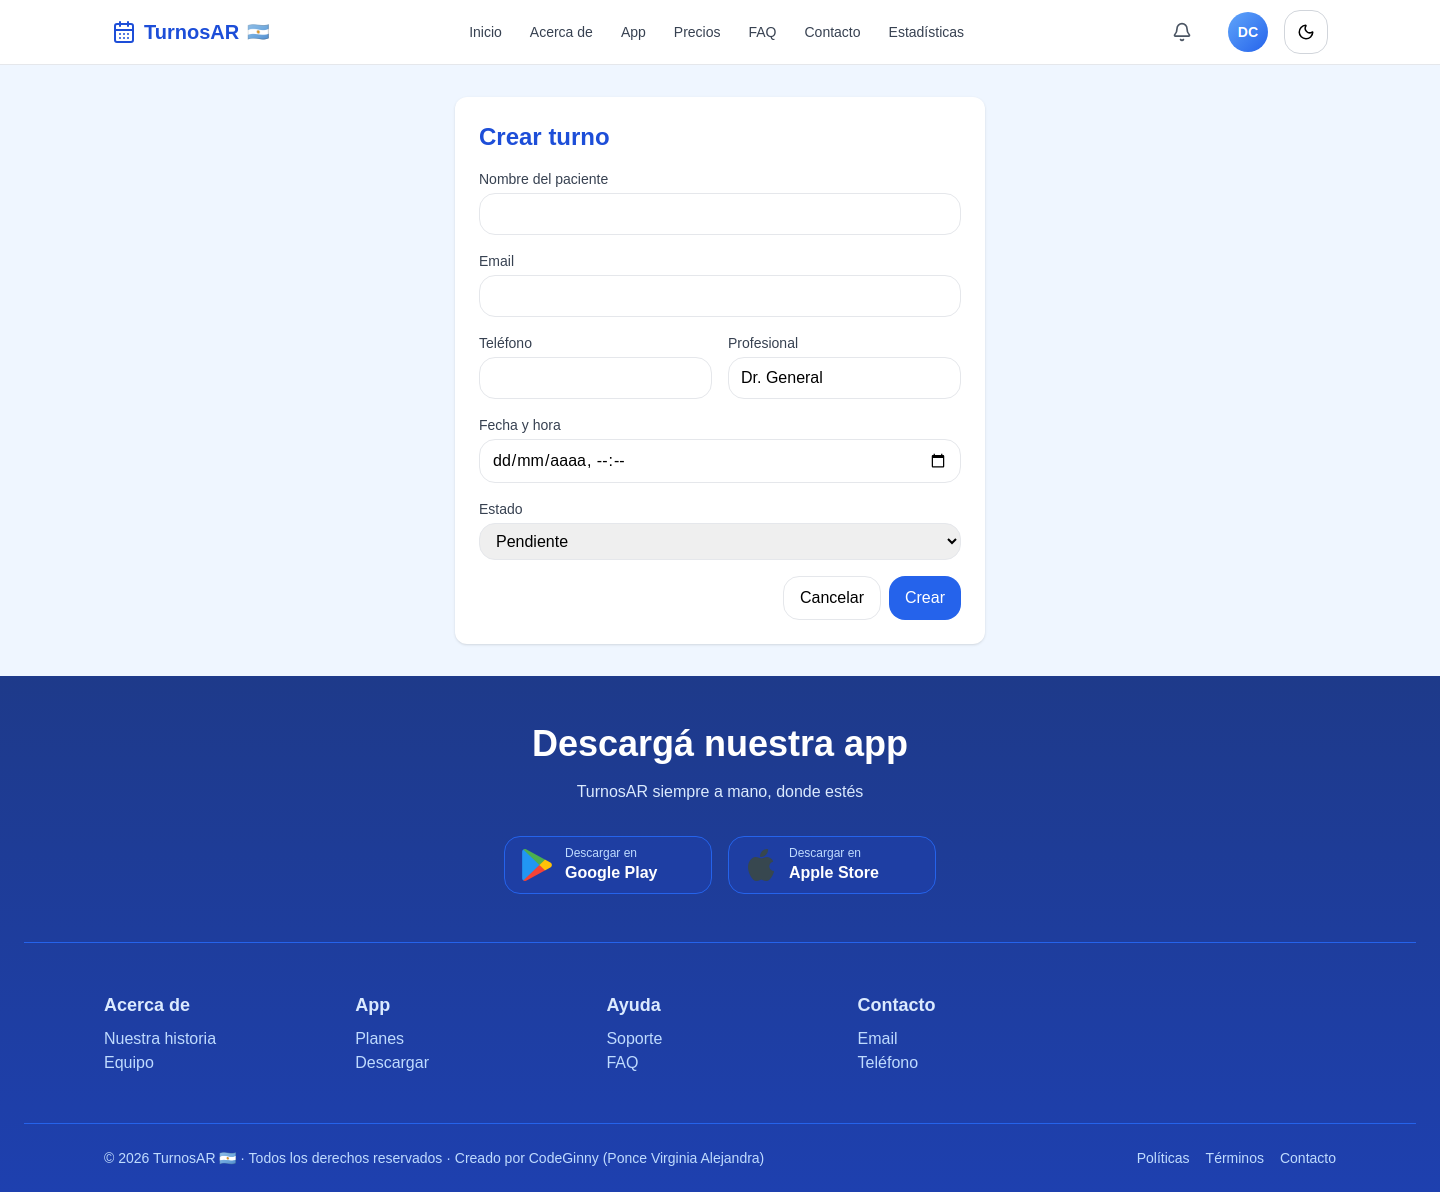 TurnosAR 🇦🇷
Inicio Acerca de App Precios FAQ Contacto Estadísticas
DC
Crear turno
Nombre del paciente
Email
Teléfono Profesional
Dr. General
Fecha y hora
dd/mm/aaaa, --:--
Estado
Pendiente
Cancelar Crear
Descargá nuestra app
TurnosAR siempre a mano, donde estés
Descargar en
Google Play
Descargar en
Apple Store
Acerca de
Nuestra historia
Equipo
App
Planes
Descargar
Ayuda
Soporte
FAQ
Contacto
Email
Teléfono
© 2026 TurnosAR 🇦🇷 · Todos los derechos reservados · Creado por CodeGinny (Ponce Virginia Alejandra)
Políticas Términos Contacto